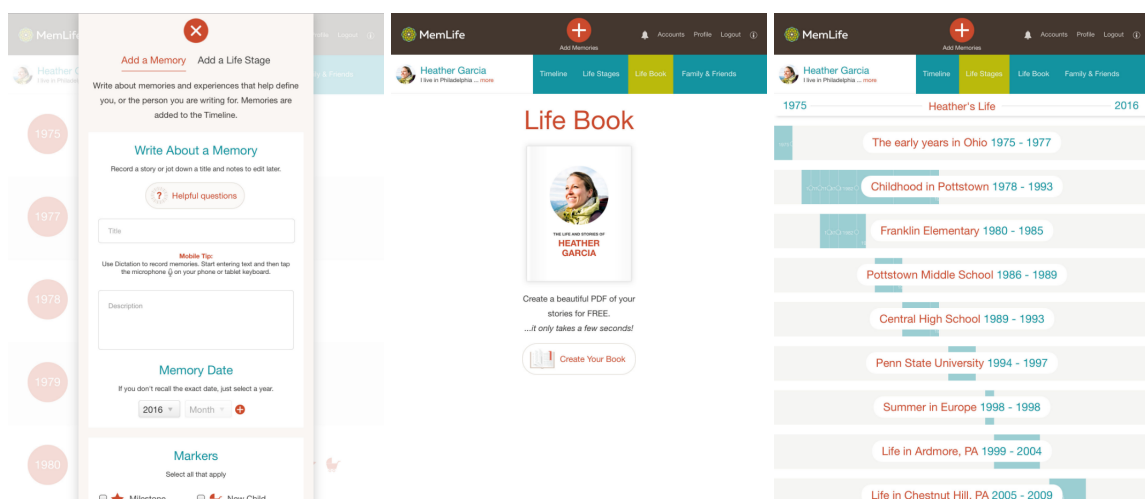 MemLife
Profile Logout
Heather G
I live in Philadelphia
Family & Friends
1975
1977
1978
1979
1980
Add a Memory Add a Life Stage
Write about memories and experiences that help define
you, or the person you are writing for. Memories are
added to the Timeline.
Write About a Memory
Record a story or jot down a title and notes to edit later.
? Helpful questions
Title
Mobile Tip:
Use Dictation to record memories. Start entering text and then tap
the microphone on your phone or tablet keyboard.
Description
Memory Date
If you don't recall the exact date, just select a year.
2016 Month
Markers
Select all that apply
Milestone New Child
MemLife
Add Memories
Accounts Profile Logout
Heather Garcia
I live in Philadelphia ... more
Timeline Life Stages Life Book Family & Friends
Life Book
THE LIFE AND STORIES OF
HEATHER
GARCIA
Create a beautiful PDF of your
stories for FREE.
...it only takes a few seconds!
Create Your Book
MemLife
Add Memories
Accounts Profile Logout
Heather Garcia
I live in Philadelphia ... more
Timeline Life Stages Life Book Family & Friends
1975 Heather's Life 2016
The early years in Ohio 1975 - 1977
Childhood in Pottstown 1978 - 1993
Franklin Elementary 1980 - 1985
Pottstown Middle School 1986 - 1989
Central High School 1989 - 1993
Penn State University 1994 - 1997
Summer in Europe 1998 - 1998
Life in Ardmore, PA 1999 - 2004
Life in Chestnut Hill, PA 2005 - 2009